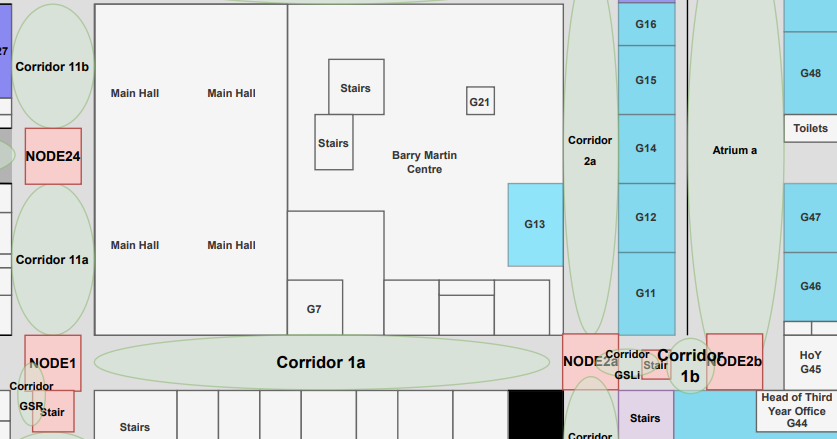 G16
27
Corridor 11b
G48
Main Hall
Main Hall
Stairs
G15
G21
Toilets
Stairs
Corridor
2a
G14
Atrium a
NODE24
Barry Martin
Centre
G12
G47
G13
Main Hall
Main Hall
Corridor 11a
G46
G11
G7
NODE1
Corridor 1a
NODE2a
Corridor
GSLi
Stair
Corridor
1b
NODE2b
HoY
G45
Corridor
GSR
Stair
Stairs
Stairs
Head of Third
Year Office
G44
Corridor